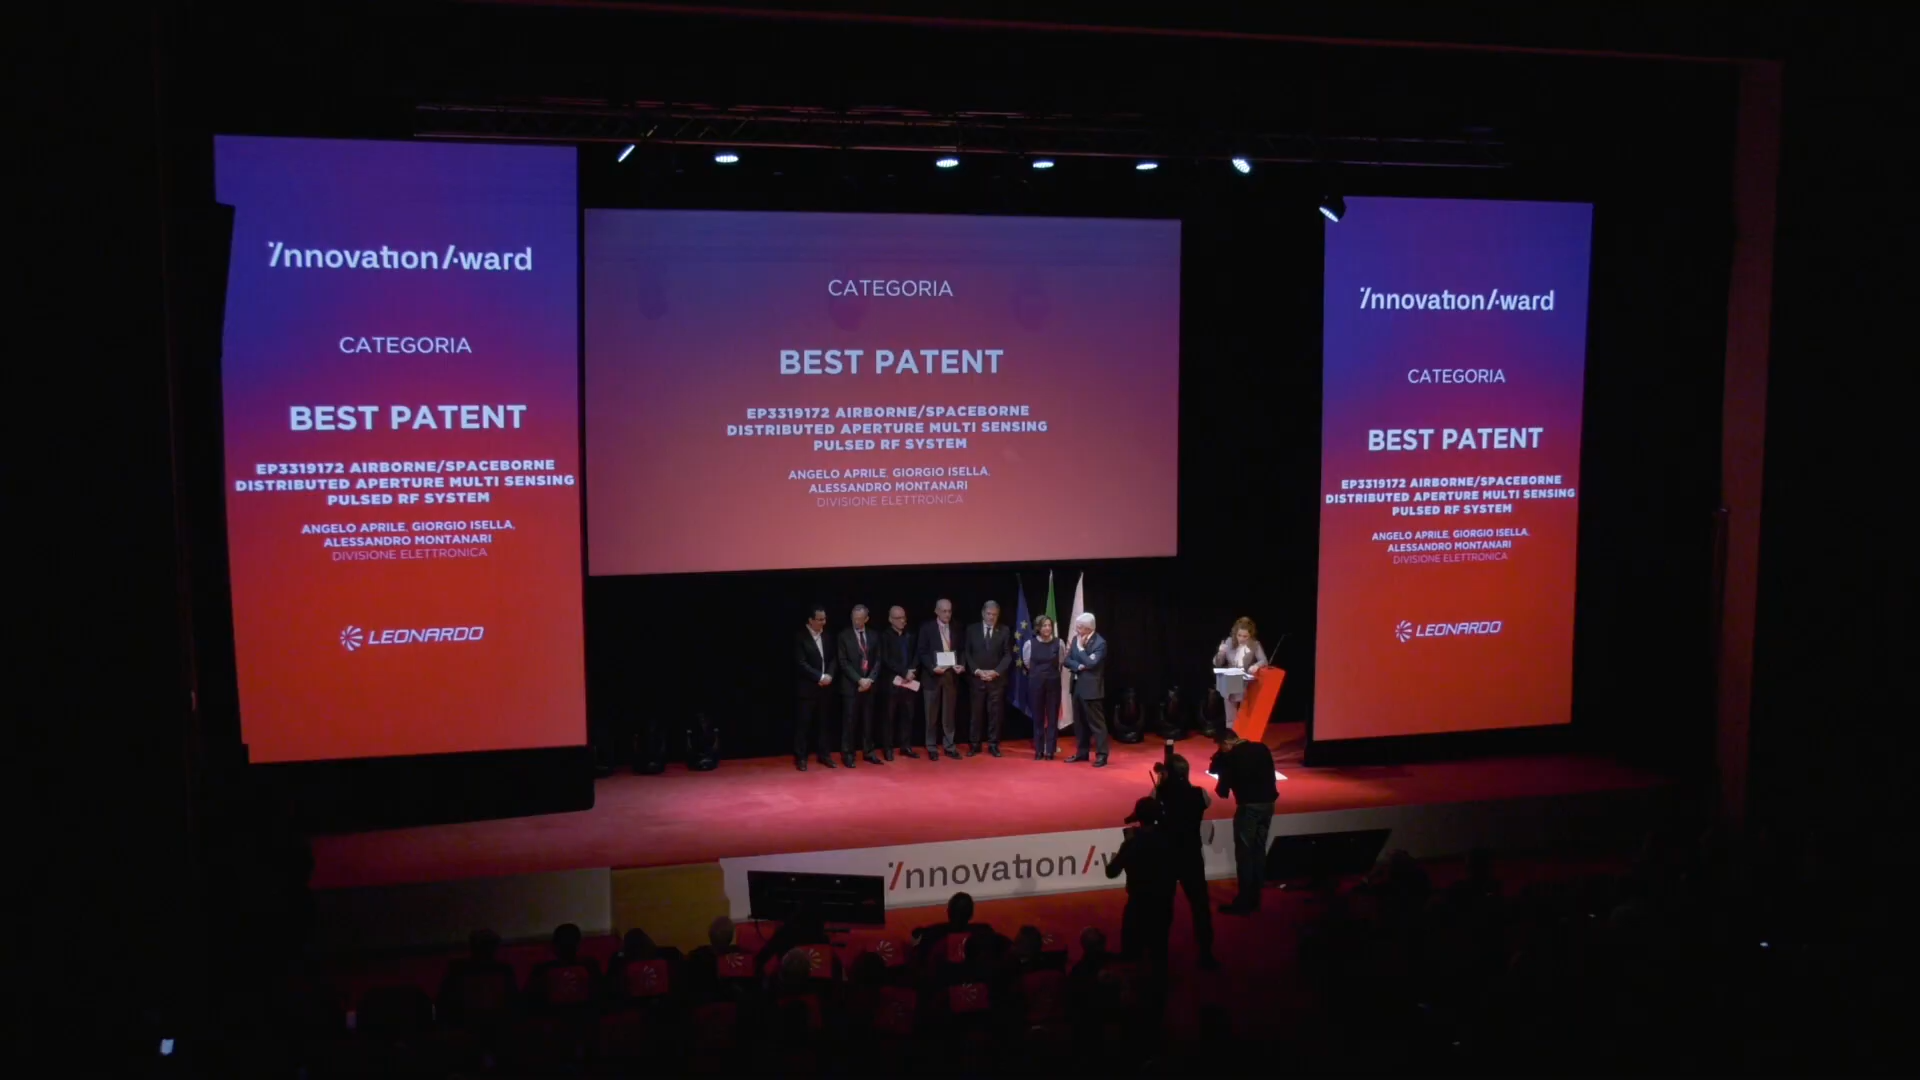 Innovation Award
CATEGORIA
BEST PATENT
EP3319172 AIRBORNE/SPACEBORNE
DISTRIBUTED APERTURE MULTI SENSING
PULSED RF SYSTEM
ANGELO APRILE, GIORGIO ISELLA,
ALESSANDRO MONTANARI
DIVISIONE ELETTRONICA
LEONARDO
CATEGORIA
BEST PATENT
EP3319172 AIRBORNE/SPACEBORNE
DISTRIBUTED APERTURE MULTI SENSING
PULSED RF SYSTEM
ANGELO APRILE, GIORGIO ISELLA,
ALESSANDRO MONTANARI
DIVISIONE ELETTRONICA
Innovation Award
CATEGORIA
BEST PATENT
EP3319172 AIRBORNE/SPACEBORNE
DISTRIBUTED APERTURE MULTI SENSING
PULSED RF SYSTEM
ANGELO APRILE, GIORGIO ISELLA,
ALESSANDRO MONTANARI
DIVISIONE ELETTRONICA
LEONARDO
Innovation Aw